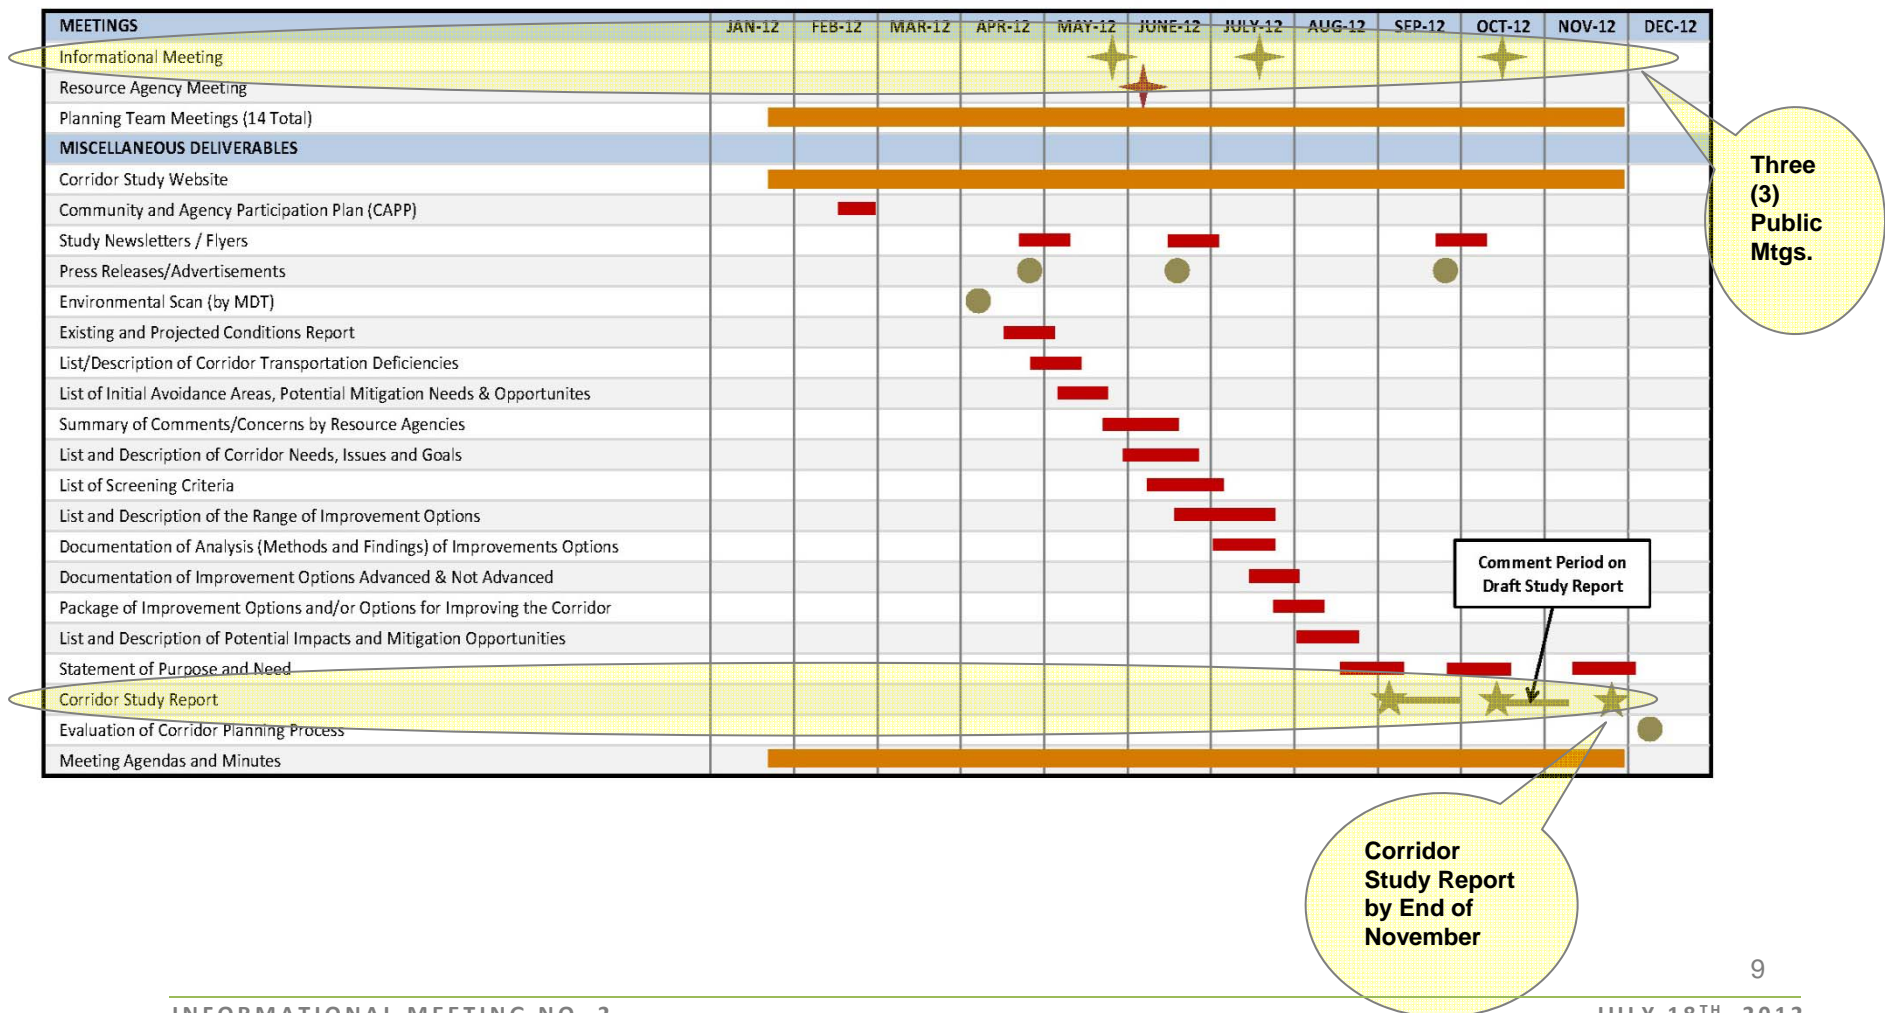 MEETINGS JAN-12 FEB-12 MAR-12 APR-12 MAY-12 JUNE-12 JULY-12 AUG-12 SEP-12 OCT-12 NOV-12 DEC-12
Informational Meeting
Resource Agency Meeting
Planning Team Meetings (14 Total)
MISCELLANEOUS DELIVERABLES
Corridor Study Website
Community and Agency Participation Plan (CAPP)
Study Newsletters / Flyers
Press Releases/Advertisements
Environmental Scan (by MDT)
Existing and Projected Conditions Report
List/Description of Corridor Transportation Deficiencies
List of Initial Avoidance Areas, Potential Mitigation Needs & Opportunites
Summary of Comments/Concerns by Resource Agencies
List and Description of Corridor Needs, Issues and Goals
List of Screening Criteria
List and Description of the Range of Improvement Options
Documentation of Analysis (Methods and Findings) of Improvements Options
Documentation of Improvement Options Advanced & Not Advanced
Package of Improvement Options and/or Options for Improving the Corridor
List and Description of Potential Impacts and Mitigation Opportunities
Statement of Purpose and Need
Corridor Study Report
Evaluation of Corridor Planning Process
Meeting Agendas and Minutes
Three
(3)
Public
Mtgs.
Comment Period on
Draft Study Report
Corridor
Study Report
by End of
November
9
INFORMATIONAL MEETING NO. 2
JULY 18TH, 2012